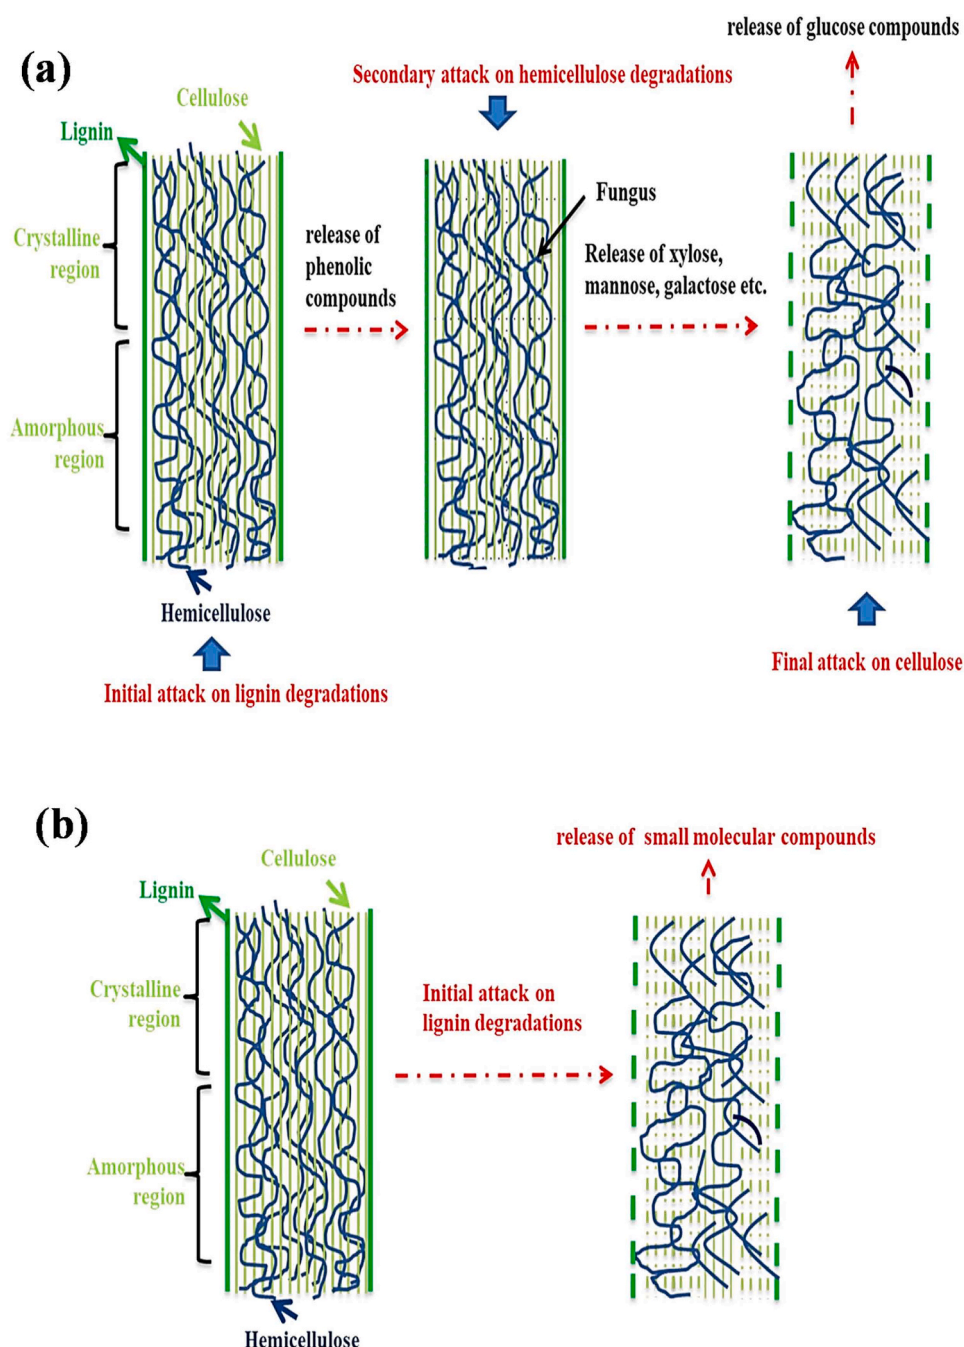 release of glucose compounds
(a)
Secondary attack on hemicellulose degradations
Cellulose
Lignin
Fungus
Crystalline
region
release of
phenolic
compounds
Release of xylose,
mannose, galactose etc.
Amorphous
region
Hemicellulose
Initial attack on lignin degradations
Final attack on cellulose
(b)
release of small molecular compounds
Cellulose
Lignin
Crystalline
region
Initial attack on
lignin degradations
Amorphous
region
Hemicellulose